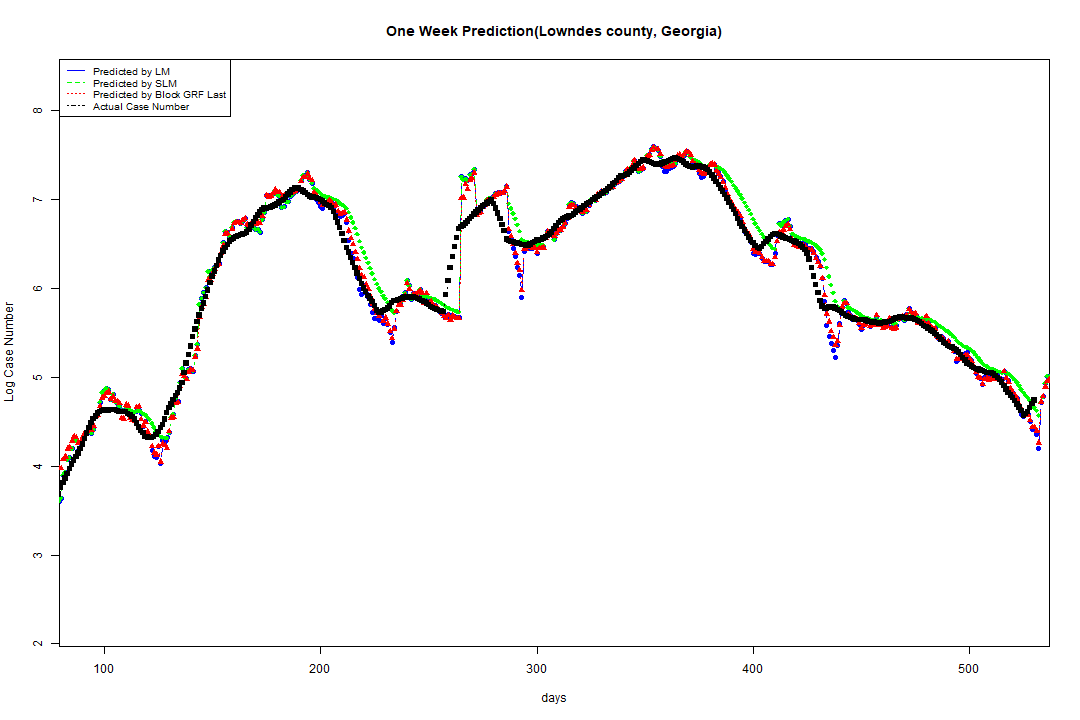 One Week Prediction(Lowndes county, Georgia)
Predicted by LM
Predicted by SLM
Predicted by Block GRF Last
Actual Case Number
8
7
6
5
4
3
2
Log Case Number
100 200 300 400 500
days